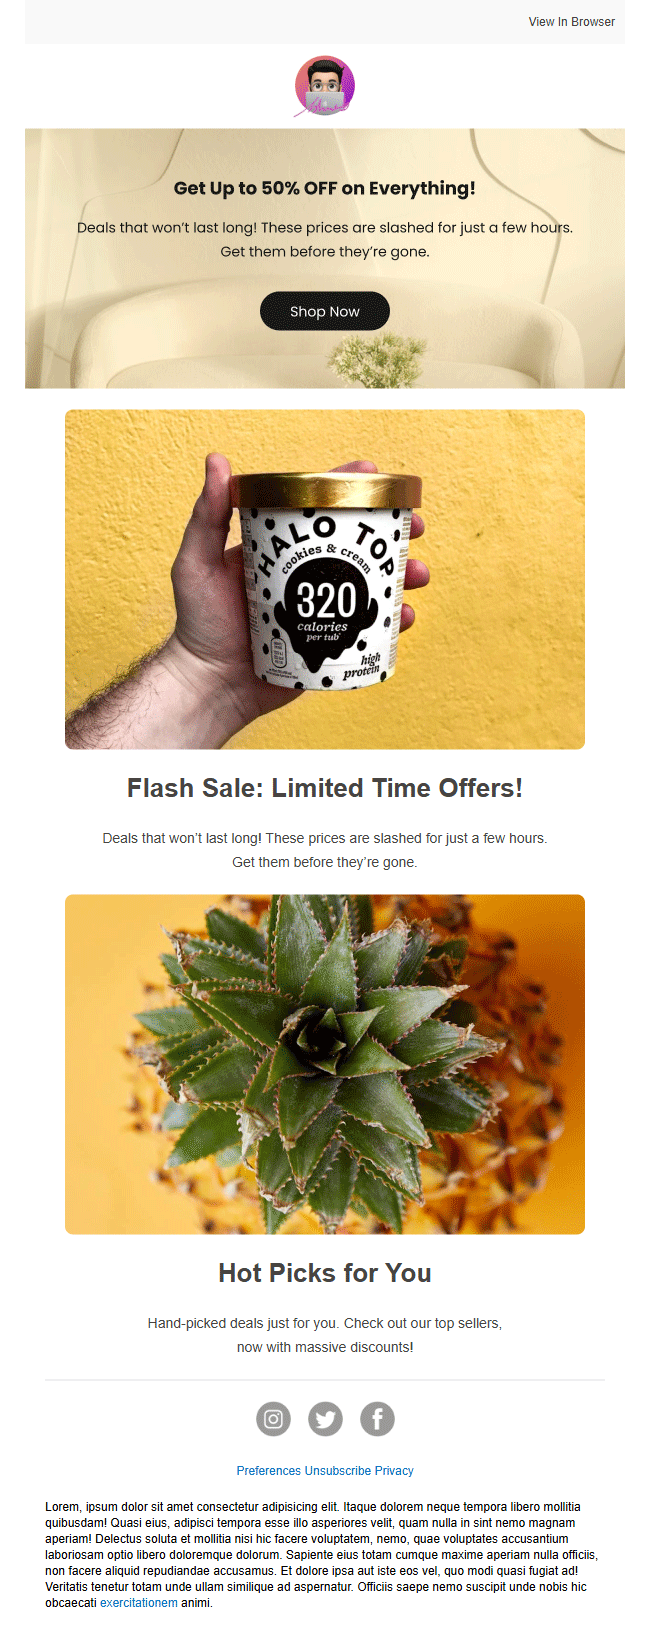 View In Browser
Get Up to 50% OFF on Everything!
Deals that won’t last long! These prices are slashed for just a few hours.
Get them before they’re gone.
Shop Now
HALO TOP
cookies & cream
320
calories
per tub
high
protein
Flash Sale: Limited Time Offers!
Deals that won’t last long! These prices are slashed for just a few hours.
Get them before they’re gone.
Hot Picks for You
Hand-picked deals just for you. Check out our top sellers,
now with massive discounts!
Preferences Unsubscribe Privacy
Lorem, ipsum dolor sit amet consectetur adipisicing elit. Itaque dolorem neque tempora libero mollitia
quibusdam! Quasi eius, adipisci tempora esse illo asperiores velit, quam nulla in sint nemo magnam
aperiam! Delectus soluta et mollitia nisi hic facere voluptatem, nemo, quae voluptates accusantium
laboriosam optio libero doloremque dolorum. Sapiente eius totam cumque maxime aperiam nulla officiis,
non facere aliquid repudiandae accusamus. Et dolore ipsa aut iste eos vel, quo modi quasi fugiat ad!
Veritatis tenetur totam unde ullam similique ad aspernatur. Officiis saepe nemo suscipit unde nobis hic
obcaecati exercitationem animi.